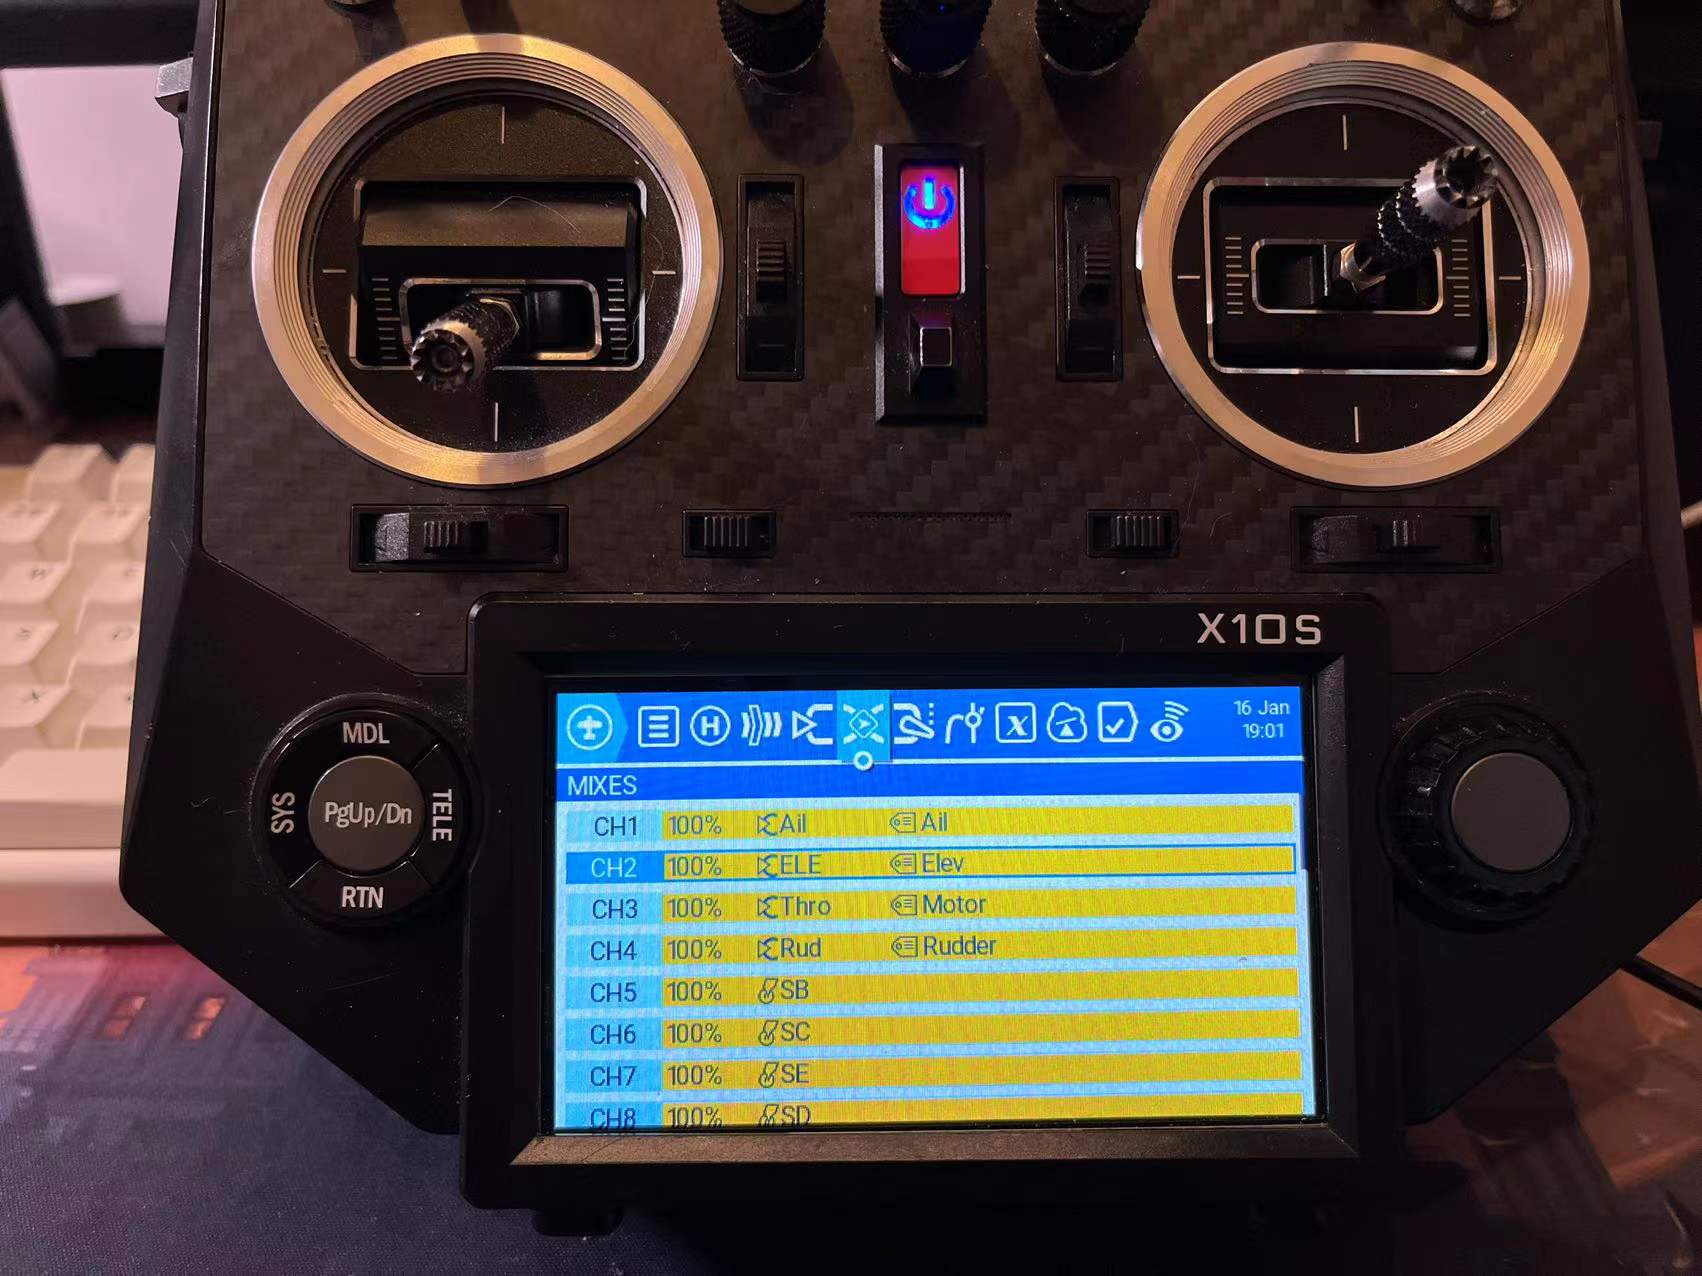 X10S
MDL
SYS
PgUp/Dn
TELE
RTN
16 Jan
19:01
MIXES
CH1 100% Ail Ail
CH2 100% ELE Elev
CH3 100% Thro Motor
CH4 100% Rud Rudder
CH5 100% SB
CH6 100% SC
CH7 100% SE
CH8 100% SD